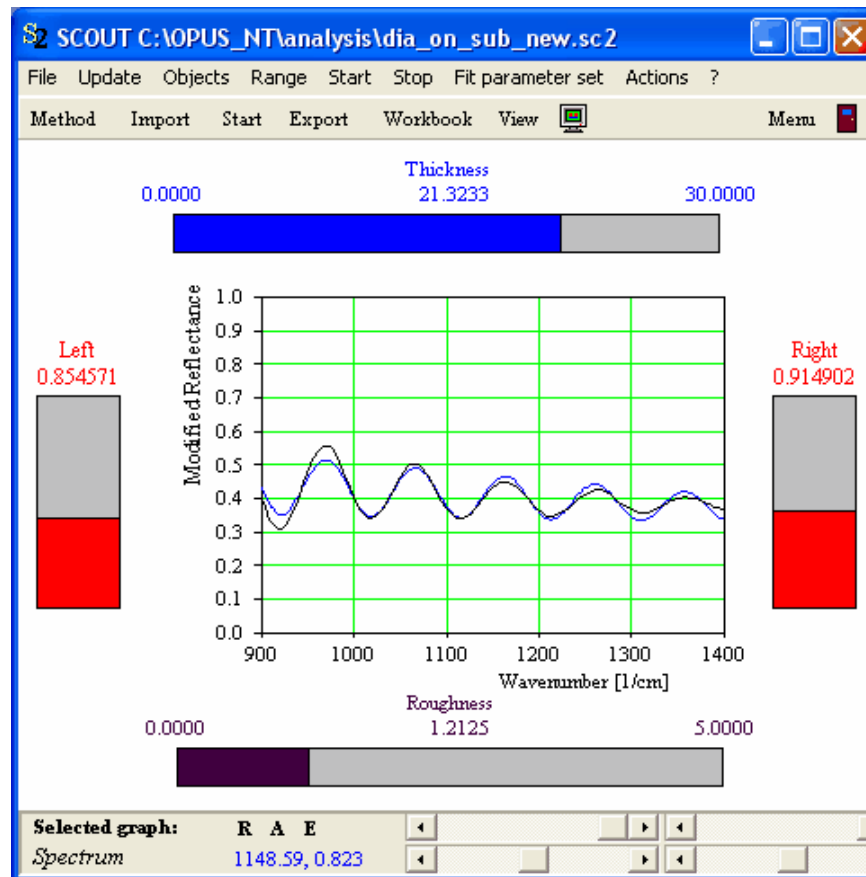 SCOUT C:\OPUS_NT\analysis\dia_on_sub_new.sc2
File Update Objects Range Start Stop Fit parameter set Actions ?
Method Import Start Export Workbook View Menu
Thickness
0.0000 21.3233 30.0000
Modified Reflectance
1.0
0.9
0.8
0.7
0.6
0.5
0.4
0.3
0.2
0.1
0.0
Left
0.854571
Right
0.914902
900 1000 1100 1200 1300 1400
Wavenumber [1/cm]
Roughness
0.0000 1.2125 5.0000
Selected graph: R A E
Spectrum 1148.59, 0.823